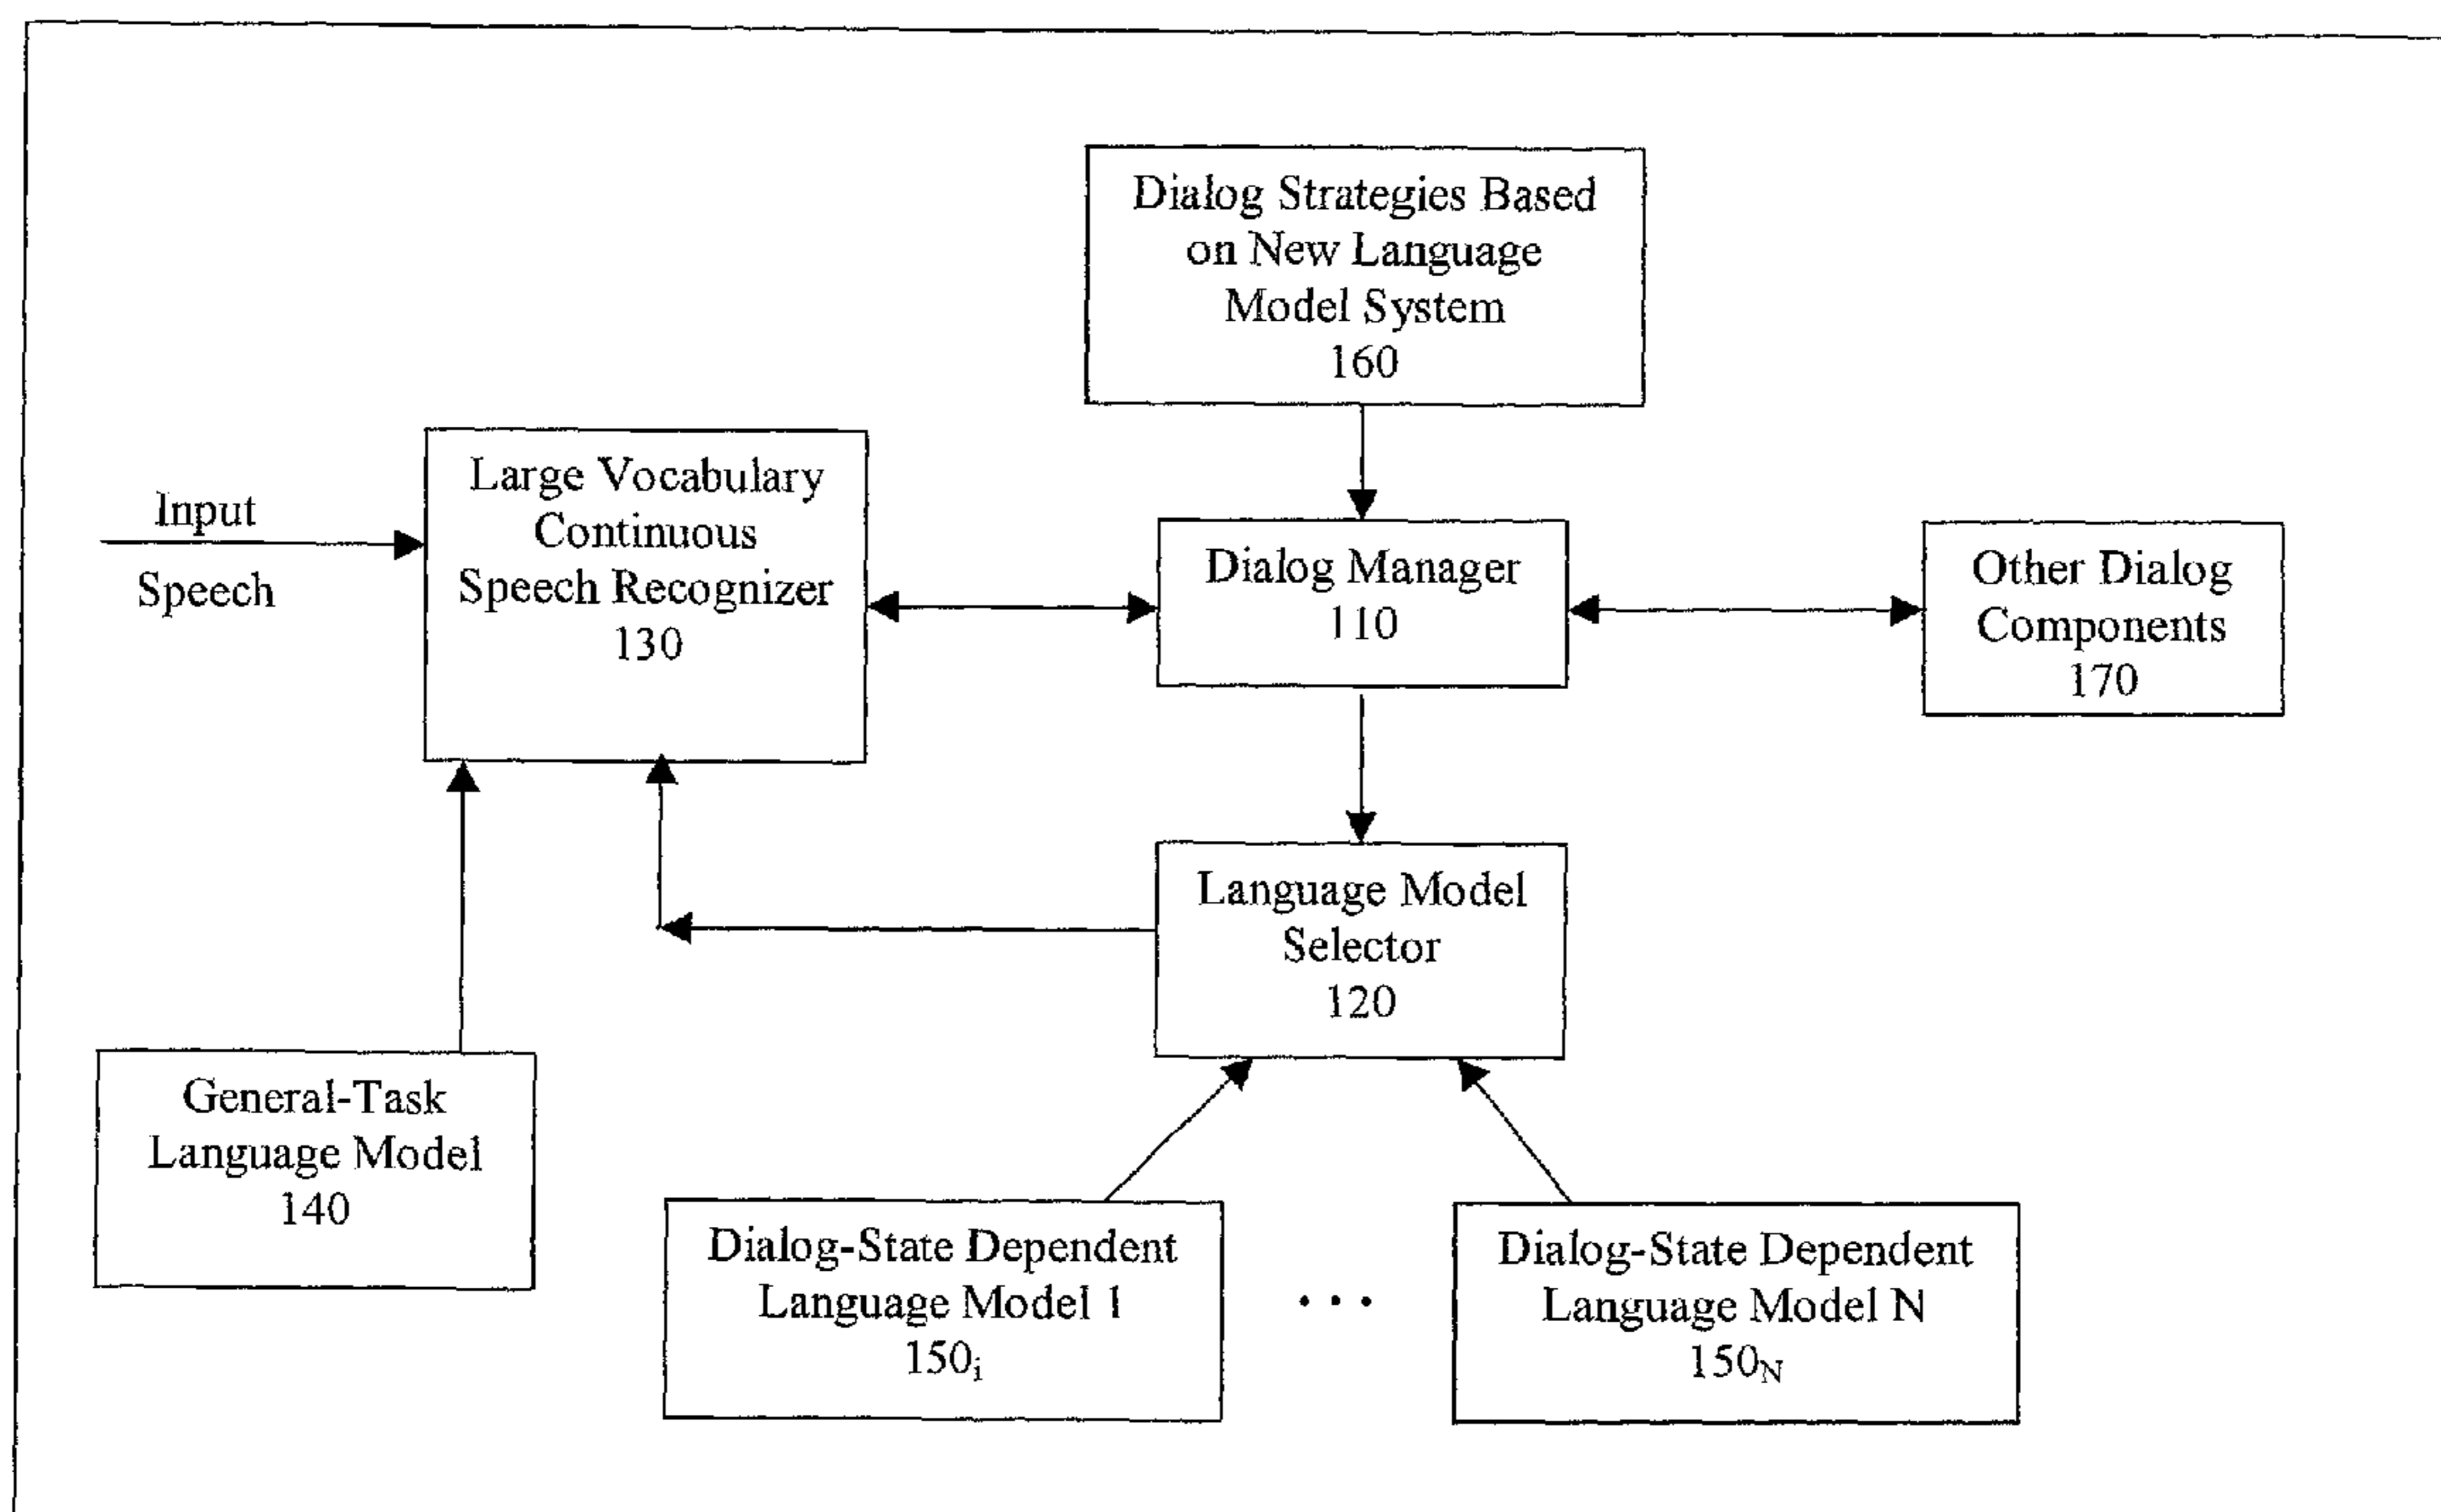 Dialog Strategies Based
on New Language
Model System
160
Input
Speech
Large Vocabulary
Continuous
Speech Recognizer
130
Dialog Manager
110
Other Dialog
Components
170
Language Model
Selector
120
General-Task
Language Model
140
Dialog-State Dependent
Language Model 1
150i
• • •
Dialog-State Dependent
Language Model N
150N